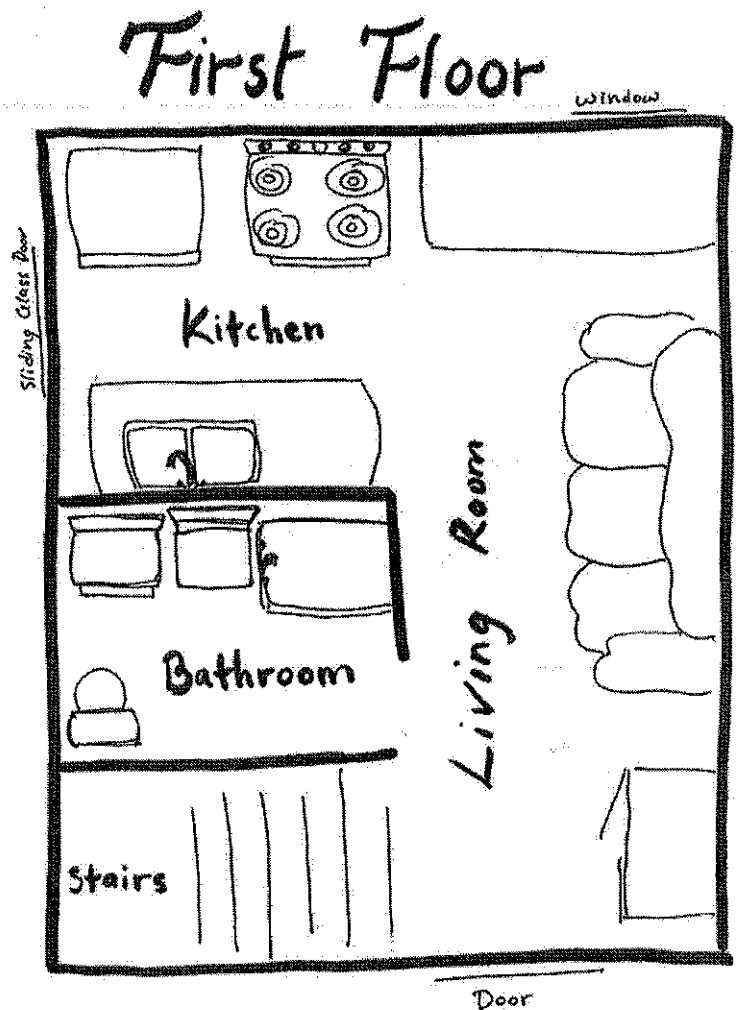 First Floor
Window
Sliding Glass Door
Kitchen
Living Room
Bathroom
Stairs
Door